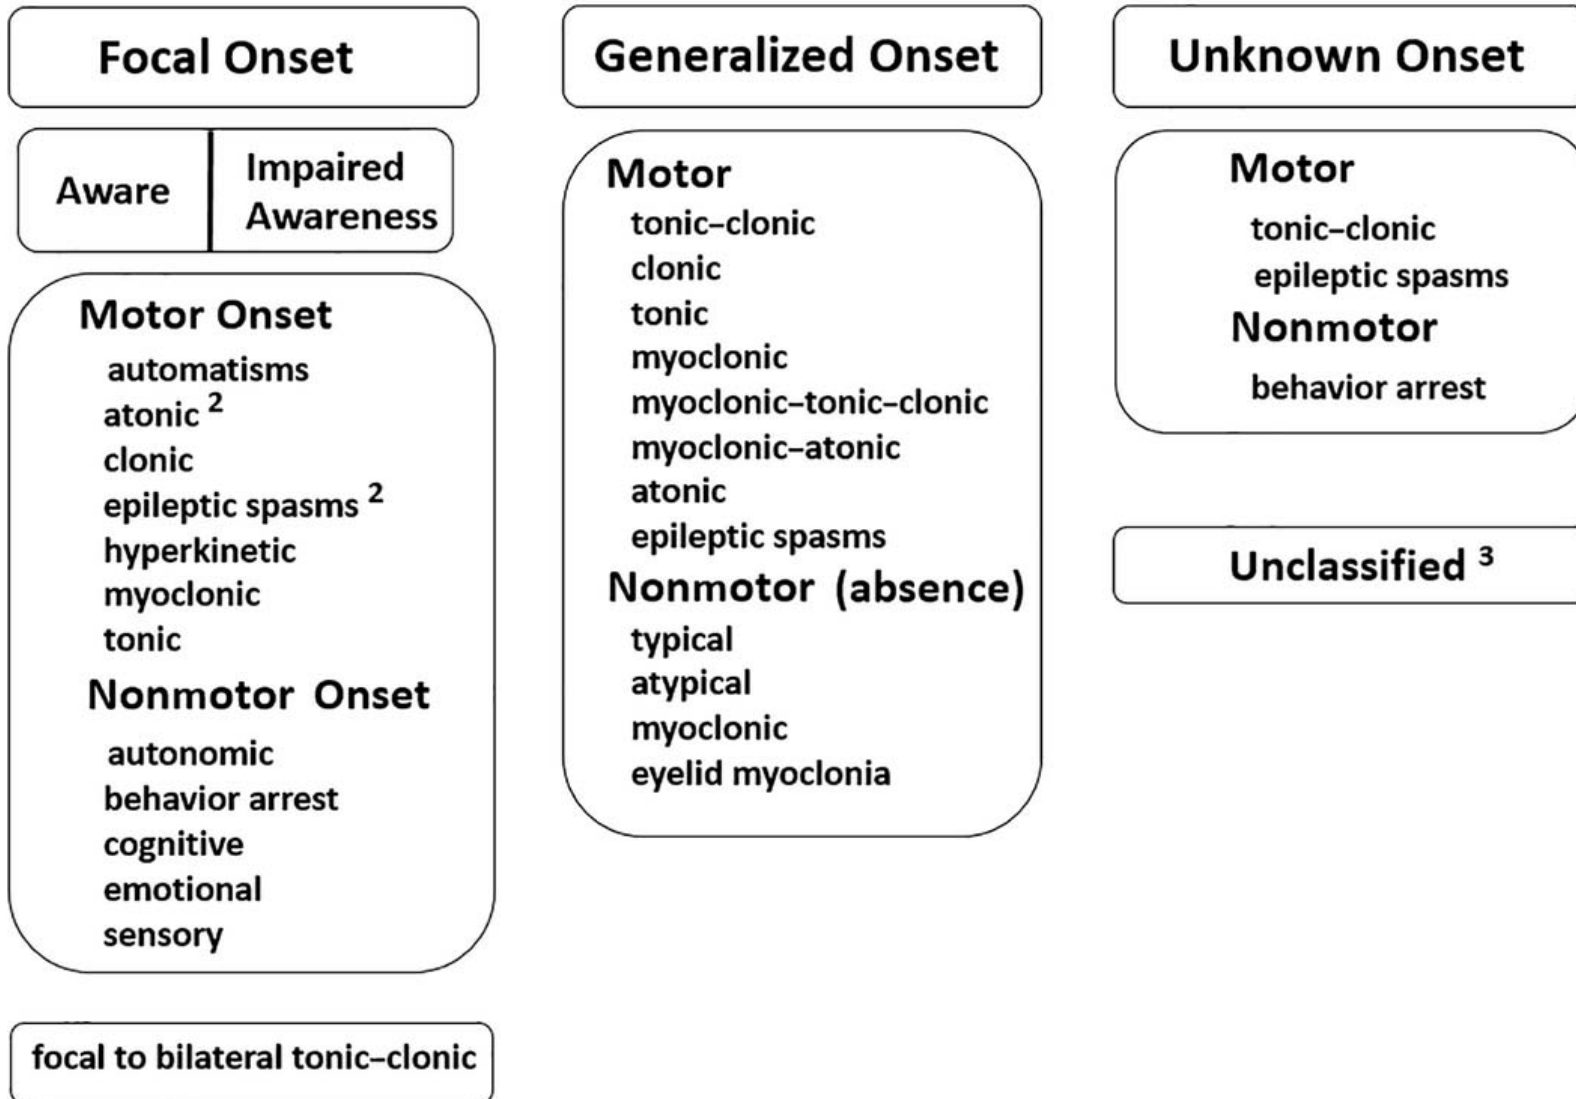 Focal Onset
Aware
Impaired
Awareness
Motor Onset
automatisms
atonic ²
clonic
epileptic spasms ²
hyperkinetic
myoclonic
tonic
Nonmotor Onset
autonomic
behavior arrest
cognitive
emotional
sensory
focal to bilateral tonic–clonic
Generalized Onset
Motor
tonic–clonic
clonic
tonic
myoclonic
myoclonic–tonic–clonic
myoclonic–atonic
atonic
epileptic spasms
Nonmotor (absence)
typical
atypical
myoclonic
eyelid myoclonia
Unknown Onset
Motor
tonic–clonic
epileptic spasms
Nonmotor
behavior arrest
Unclassified ³